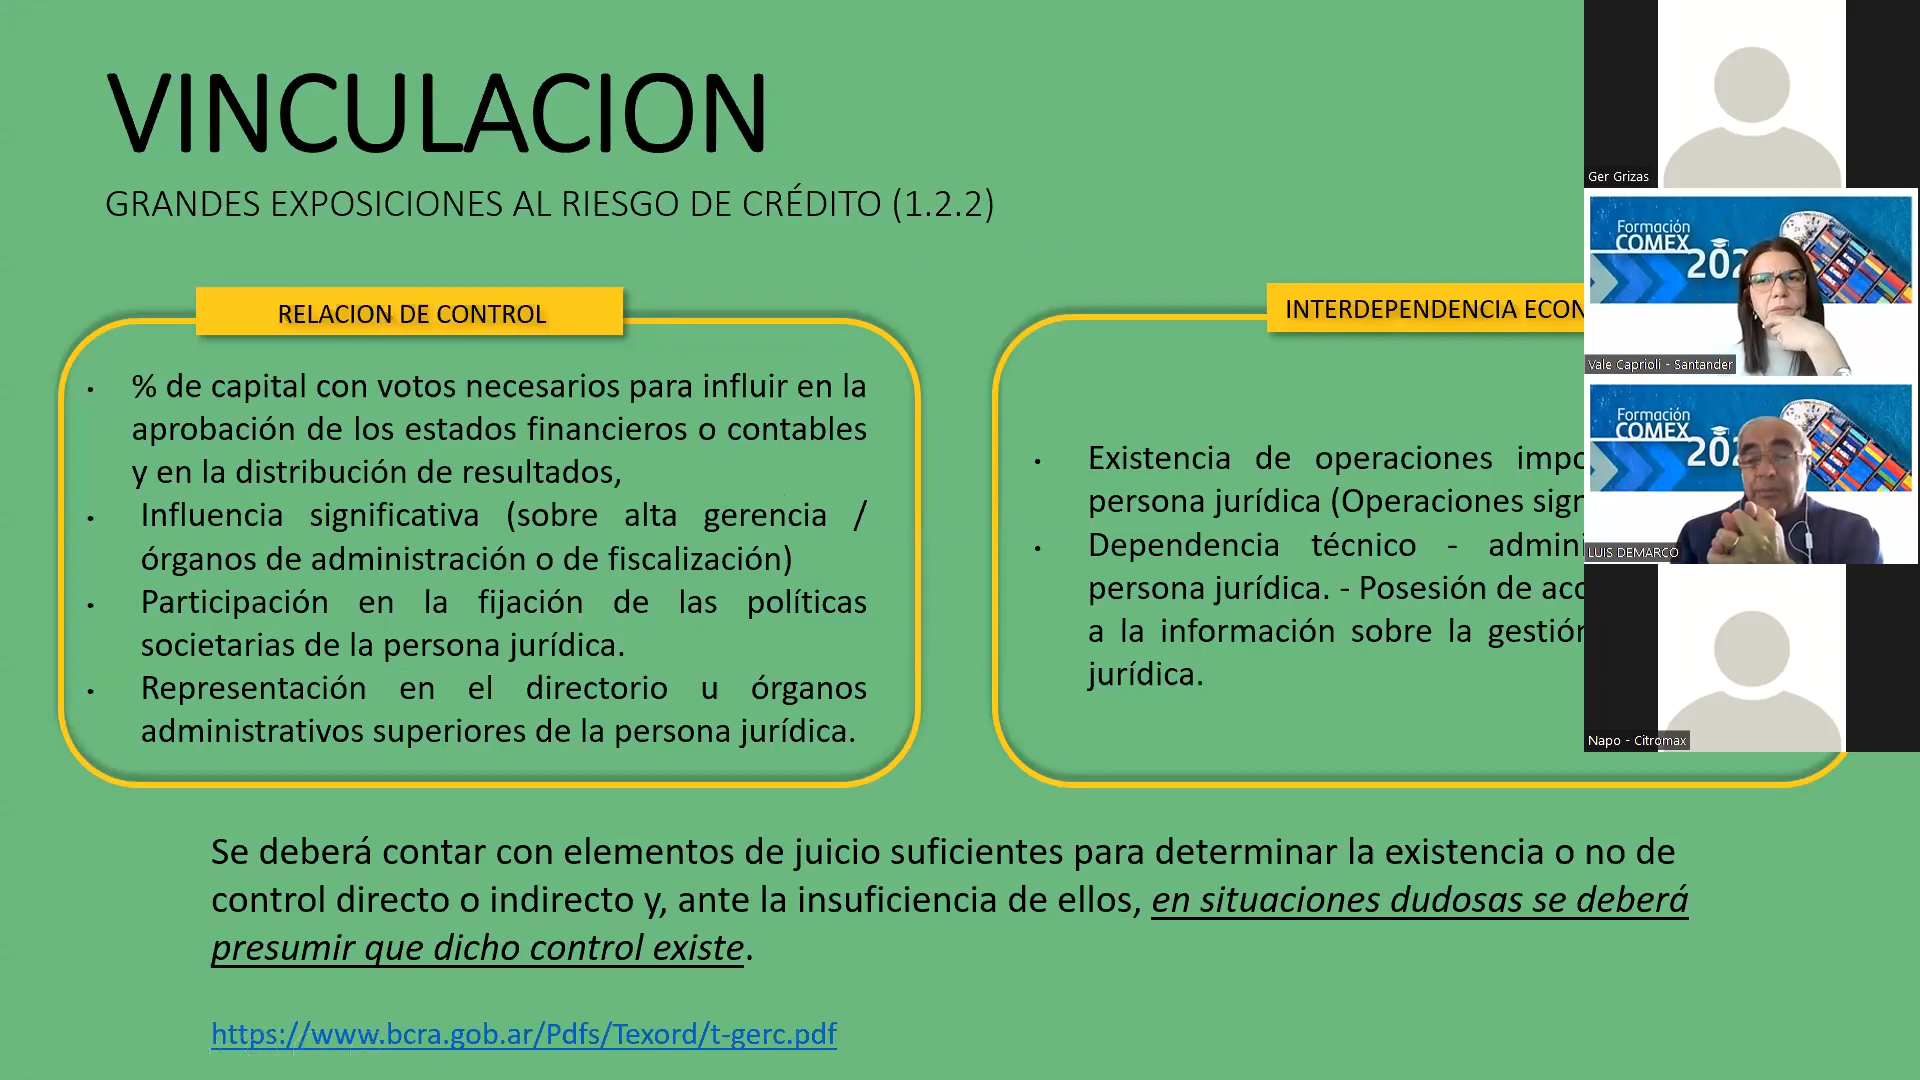 VINCULACION
GRANDES EXPOSICIONES AL RIESGO DE CRÉDITO (1.2.2)
RELACION DE CONTROL
% de capital con votos necesarios para influir en la
aprobación de los estados financieros o contables
y en la distribución de resultados,
Influencia significativa (sobre alta gerencia /
órganos de administración o de fiscalización)
Participación en la fijación de las políticas
societarias de la persona jurídica.
Representación en el directorio u órganos
administrativos superiores de la persona jurídica.
INTERDEPENDENCIA ECON
Existencia de operaciones impo
persona jurídica (Operaciones sign
Dependencia técnico - admini
persona jurídica. - Posesión de acc
a la información sobre la gestión
jurídica.
Se deberá contar con elementos de juicio suficientes para determinar la existencia o no de
control directo o indirecto y, ante la insuficiencia de ellos, en situaciones dudosas se deberá
presumir que dicho control existe.
https://www.bcra.gob.ar/Pdfs/Texord/t-gerc.pdf
Ger Grizas
Formación
COMEX
202
Vale Caprioli - Santander
Formación
COMEX
202
LUIS DEMARCO
Napo - Citromax